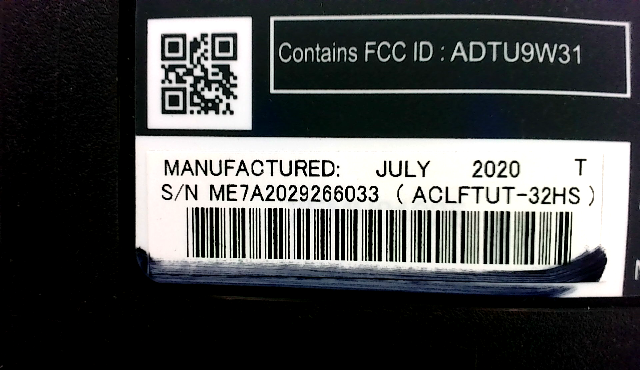 Contains FCC ID : ADTU9W31
MANUFACTURED: JULY 2020 T
S/N ME7A2029266033 ( ACLFTUT-32HS )